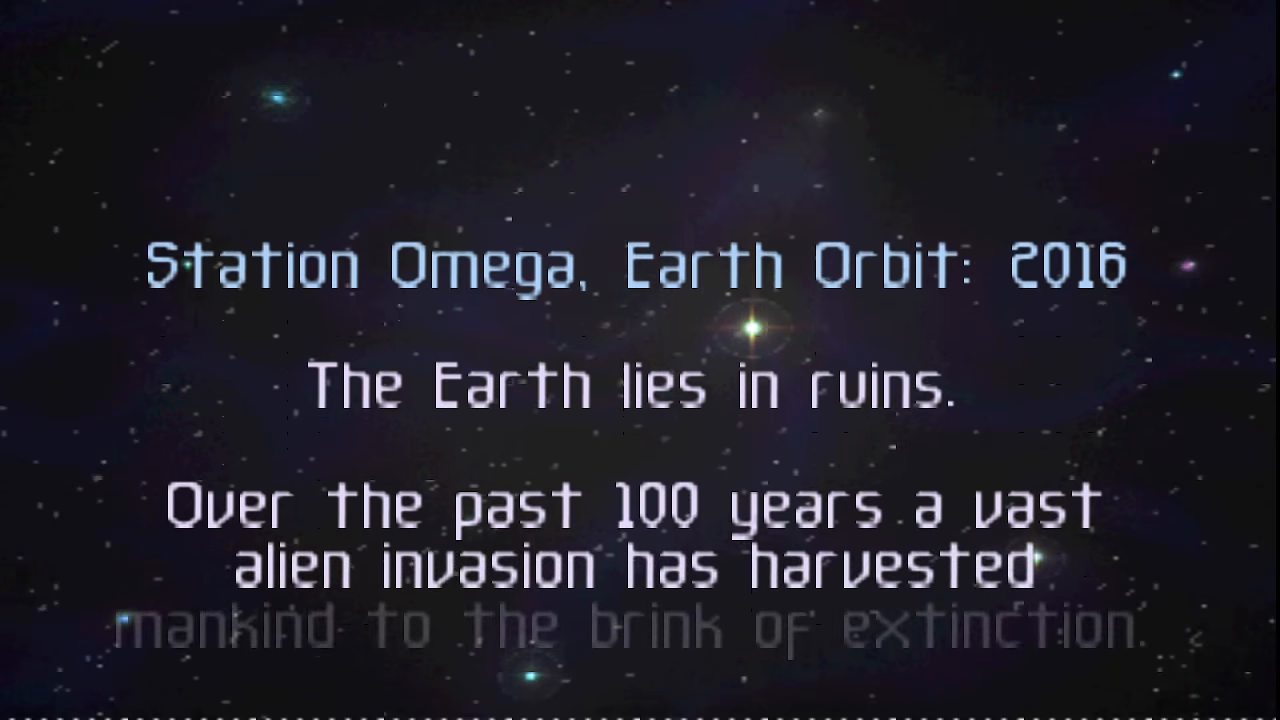 Station Omega, Earth Orbit: 2016
The Earth lies in ruins.
Over the past 100 years a vast
alien invasion has harvested
mankind to the brink of extinction.